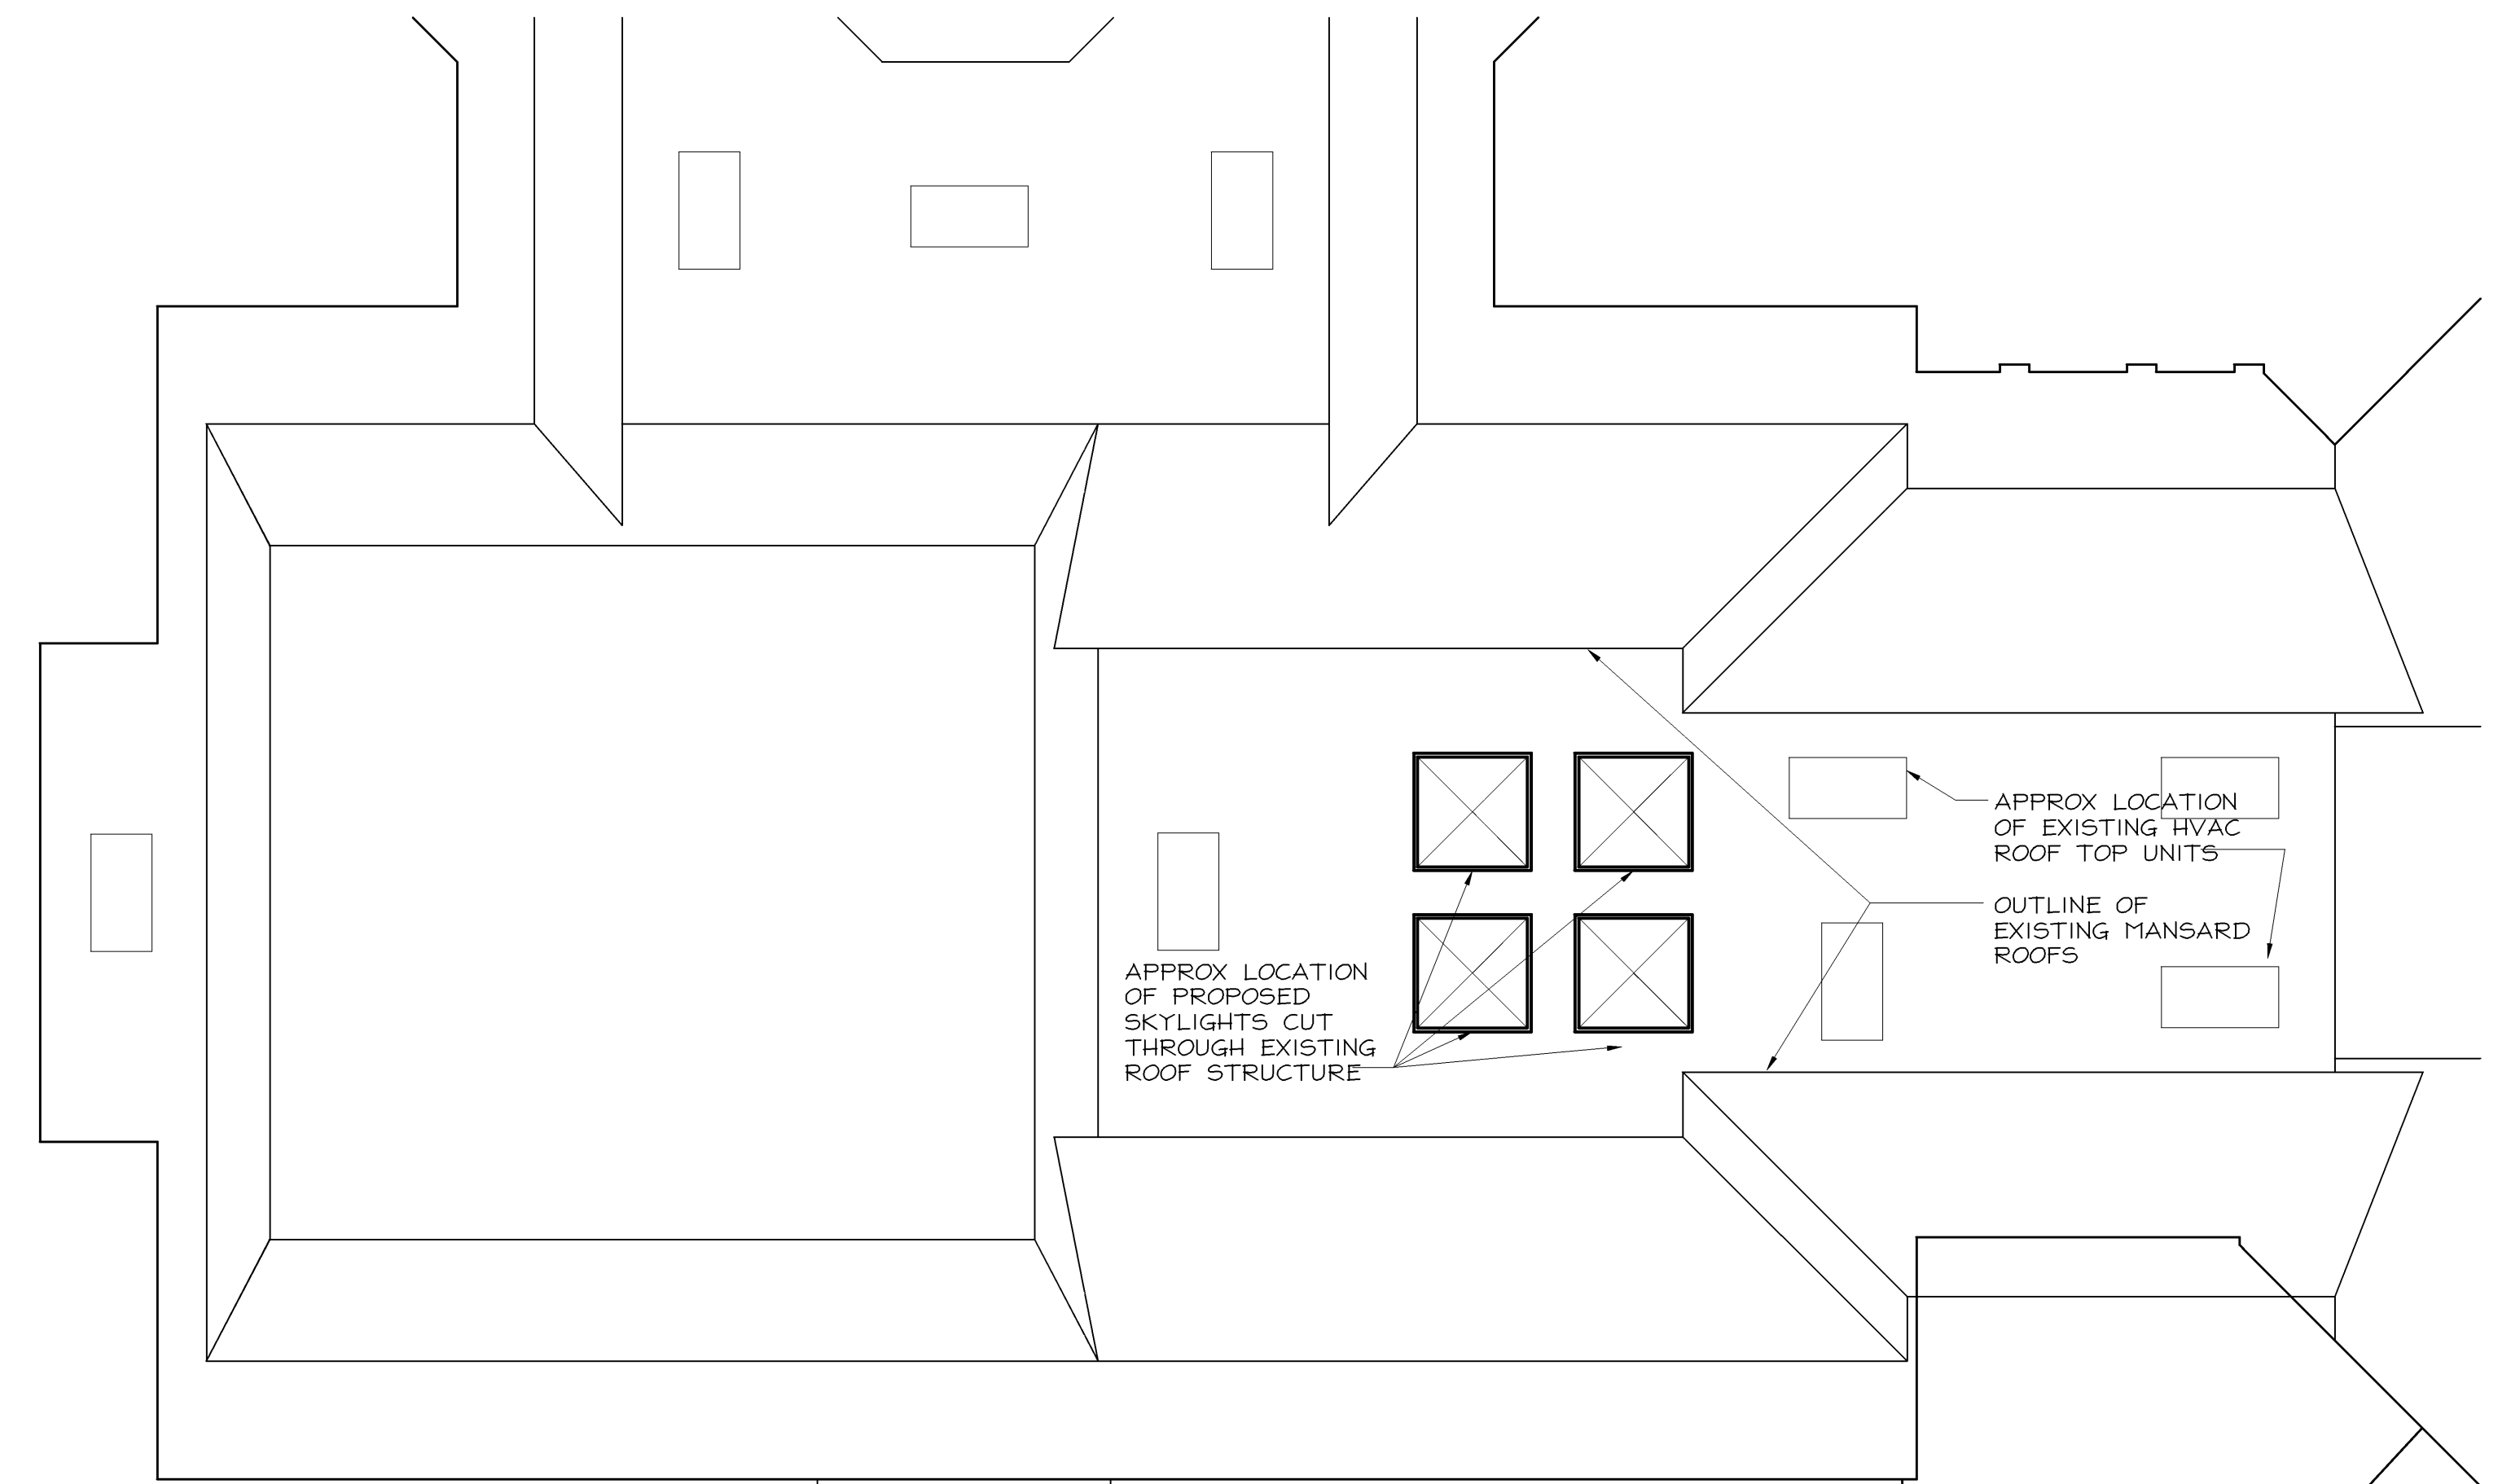 APPROX LOCATION
OF EXISTING HVAC
ROOF TOP UNITS
OUTLINE OF
EXISTING MANSARD
ROOFS
APPROX LOCATION
OF PROPOSED
SKYLIGHTS CUT
THROUGH EXISTING
ROOF STRUCTURE